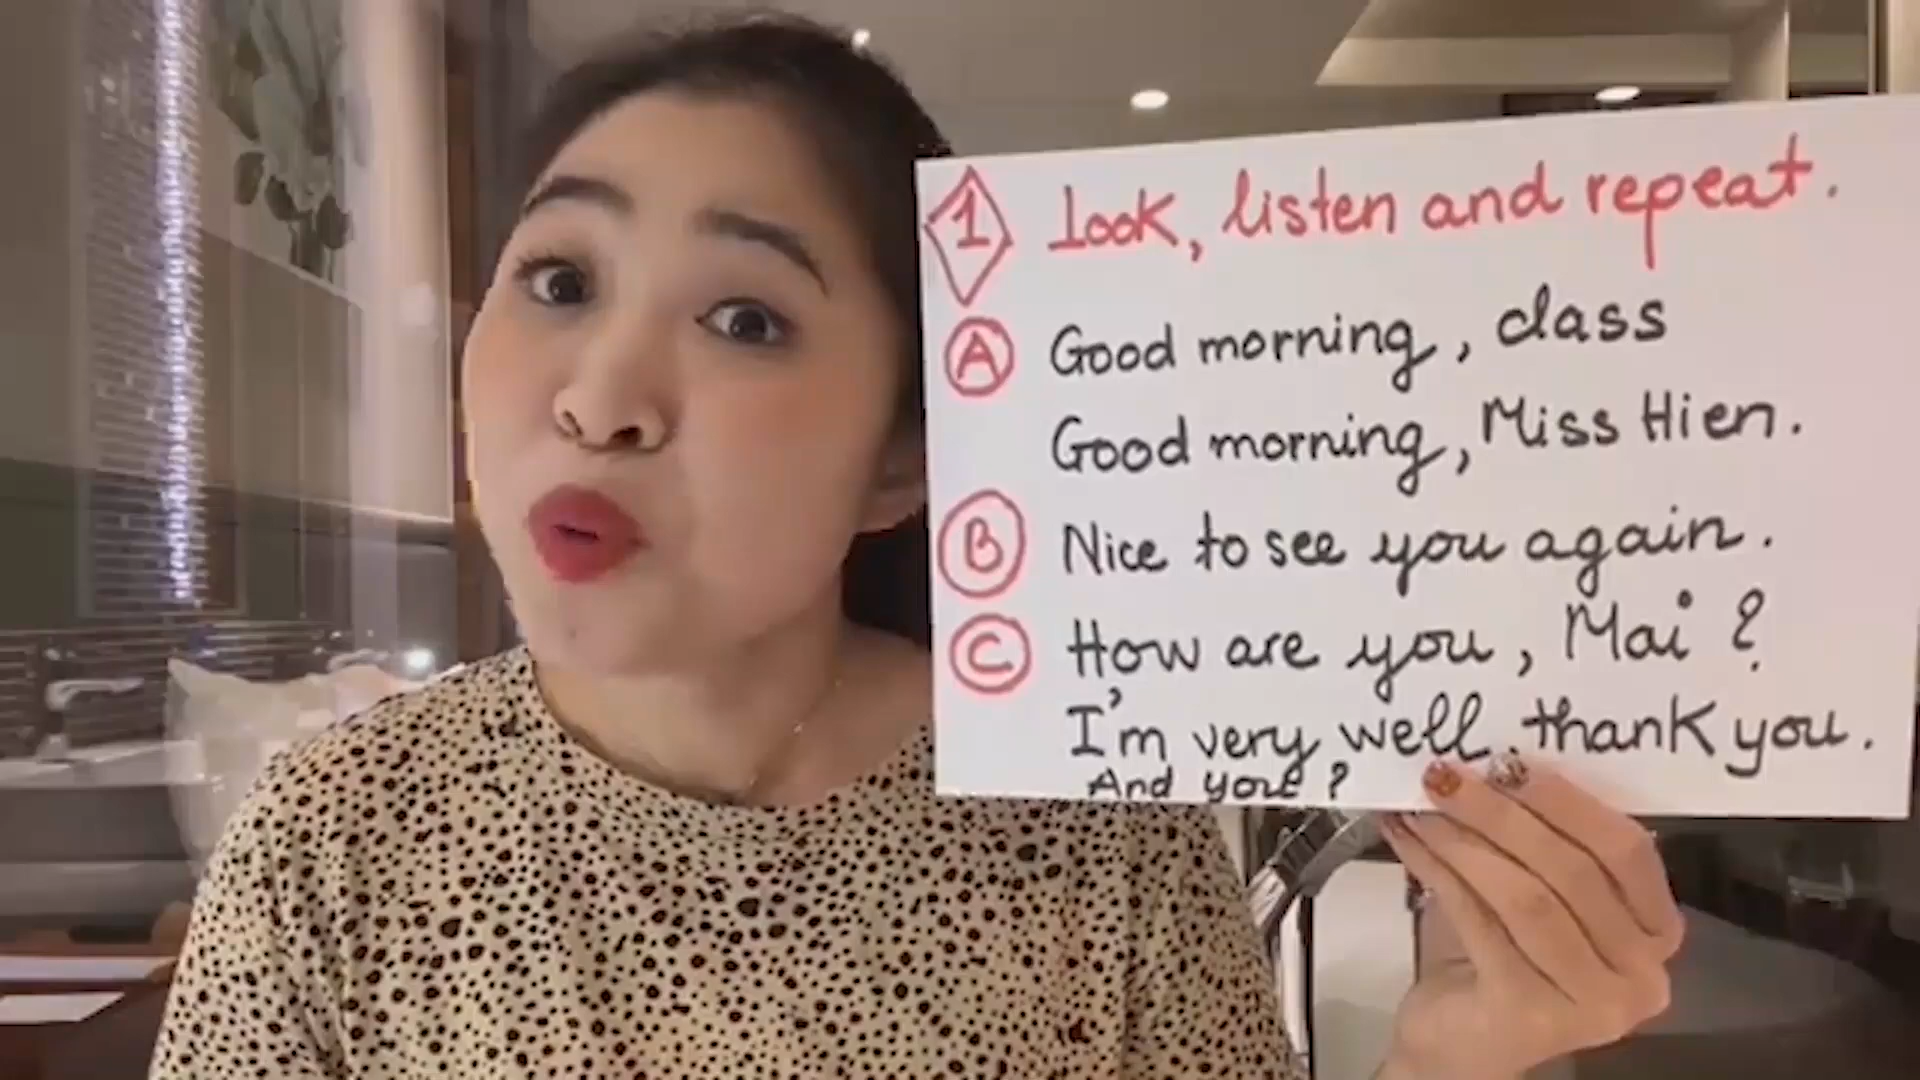 1 Look, listen and repeat.
A Good morning, class
Good morning, Miss Hien.
B Nice to see you again.
C How are you, Mai?
I'm very well, thank you.
And you?